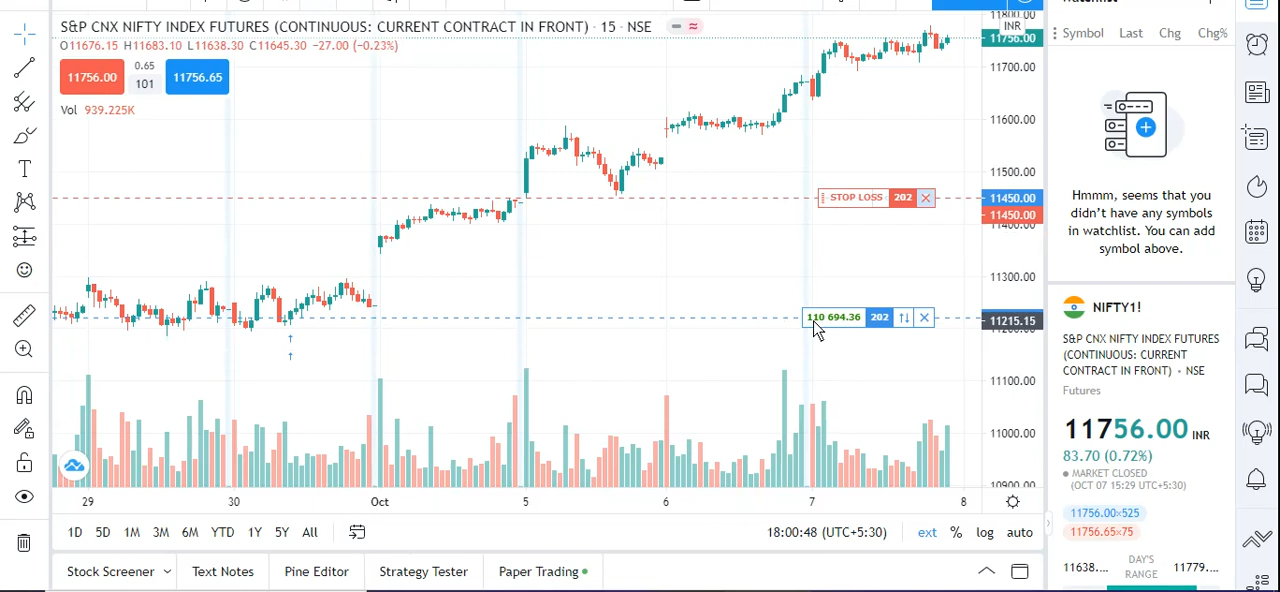 S&P CNX NIFTY INDEX FUTURES (CONTINUOUS: CURRENT CONTRACT IN FRONT) · 15 · NSE
O11676.15 H11683.10 L11638.30 C11645.30 −27.00 (−0.23%)
11756.00
0.65
101
11756.65
Vol 939.225K
11800.00
INR
11756.00
11700.00
11600.00
11500.00
STOP LOSS 202
11450.00
11450.00
11400.00
11300.00
110 694.36 202
11215.15
11200.00
11100.00
11000.00
10900.00
29 30 Oct 5 6 7 8
1D 5D 1M 3M 6M YTD 1Y 5Y All
18:00:48 (UTC+5:30) ext % log auto
Stock Screener Text Notes Pine Editor Strategy Tester Paper Trading
Watchlist
Symbol Last Chg Chg%
Hmmm, seems that you
didn’t have any symbols
in watchlist. You can add
symbol above.
NIFTY1!
S&P CNX NIFTY INDEX FUTURES
(CONTINUOUS: CURRENT
CONTRACT IN FRONT) • NSE
Futures
11756.00 INR
83.70 (0.72%)
MARKET CLOSED
(OCT 07 15:29 UTC+5:30)
11756.00×525
11756.65×75
11638.... DAY'S 11779....
RANGE